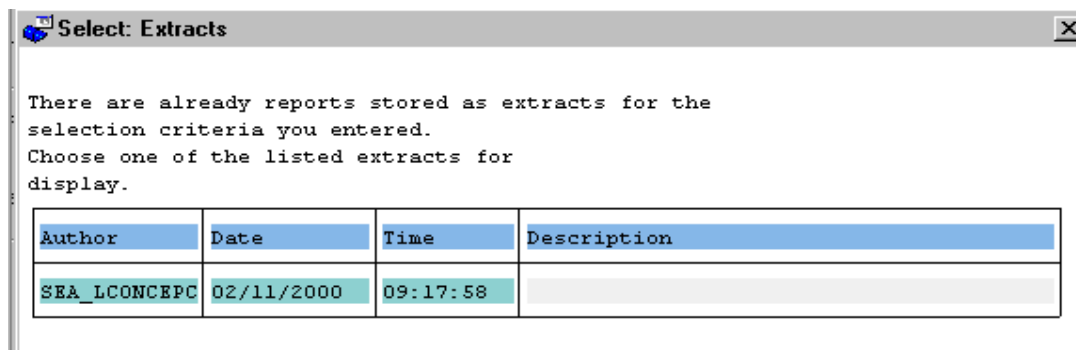 Select: Extracts
There are already reports stored as extracts for the
selection criteria you entered.
Choose one of the listed extracts for
display.
Author Date Time Description
SEA_LCONCEPC 02/11/2000 09:17:58